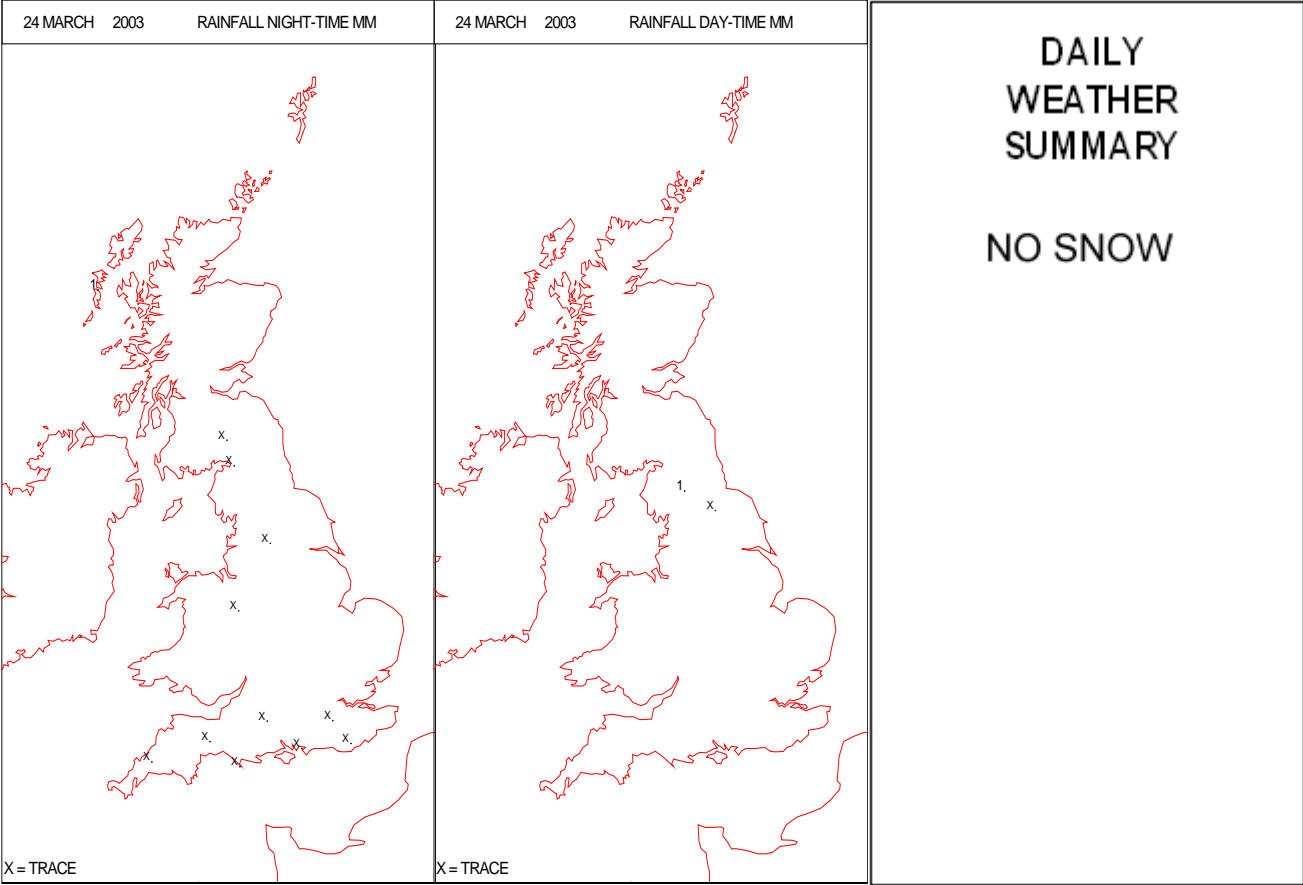 24 MARCH 2003 RAINFALL NIGHT-TIME MM
1
X.
X.
X.
X.
X.
X.
X.
X.
X.
X.
X.
X = TRACE
24 MARCH 2003 RAINFALL DAY-TIME MM
1.
X.
X = TRACE
DAILY
WEATHER
SUMMARY
NO SNOW